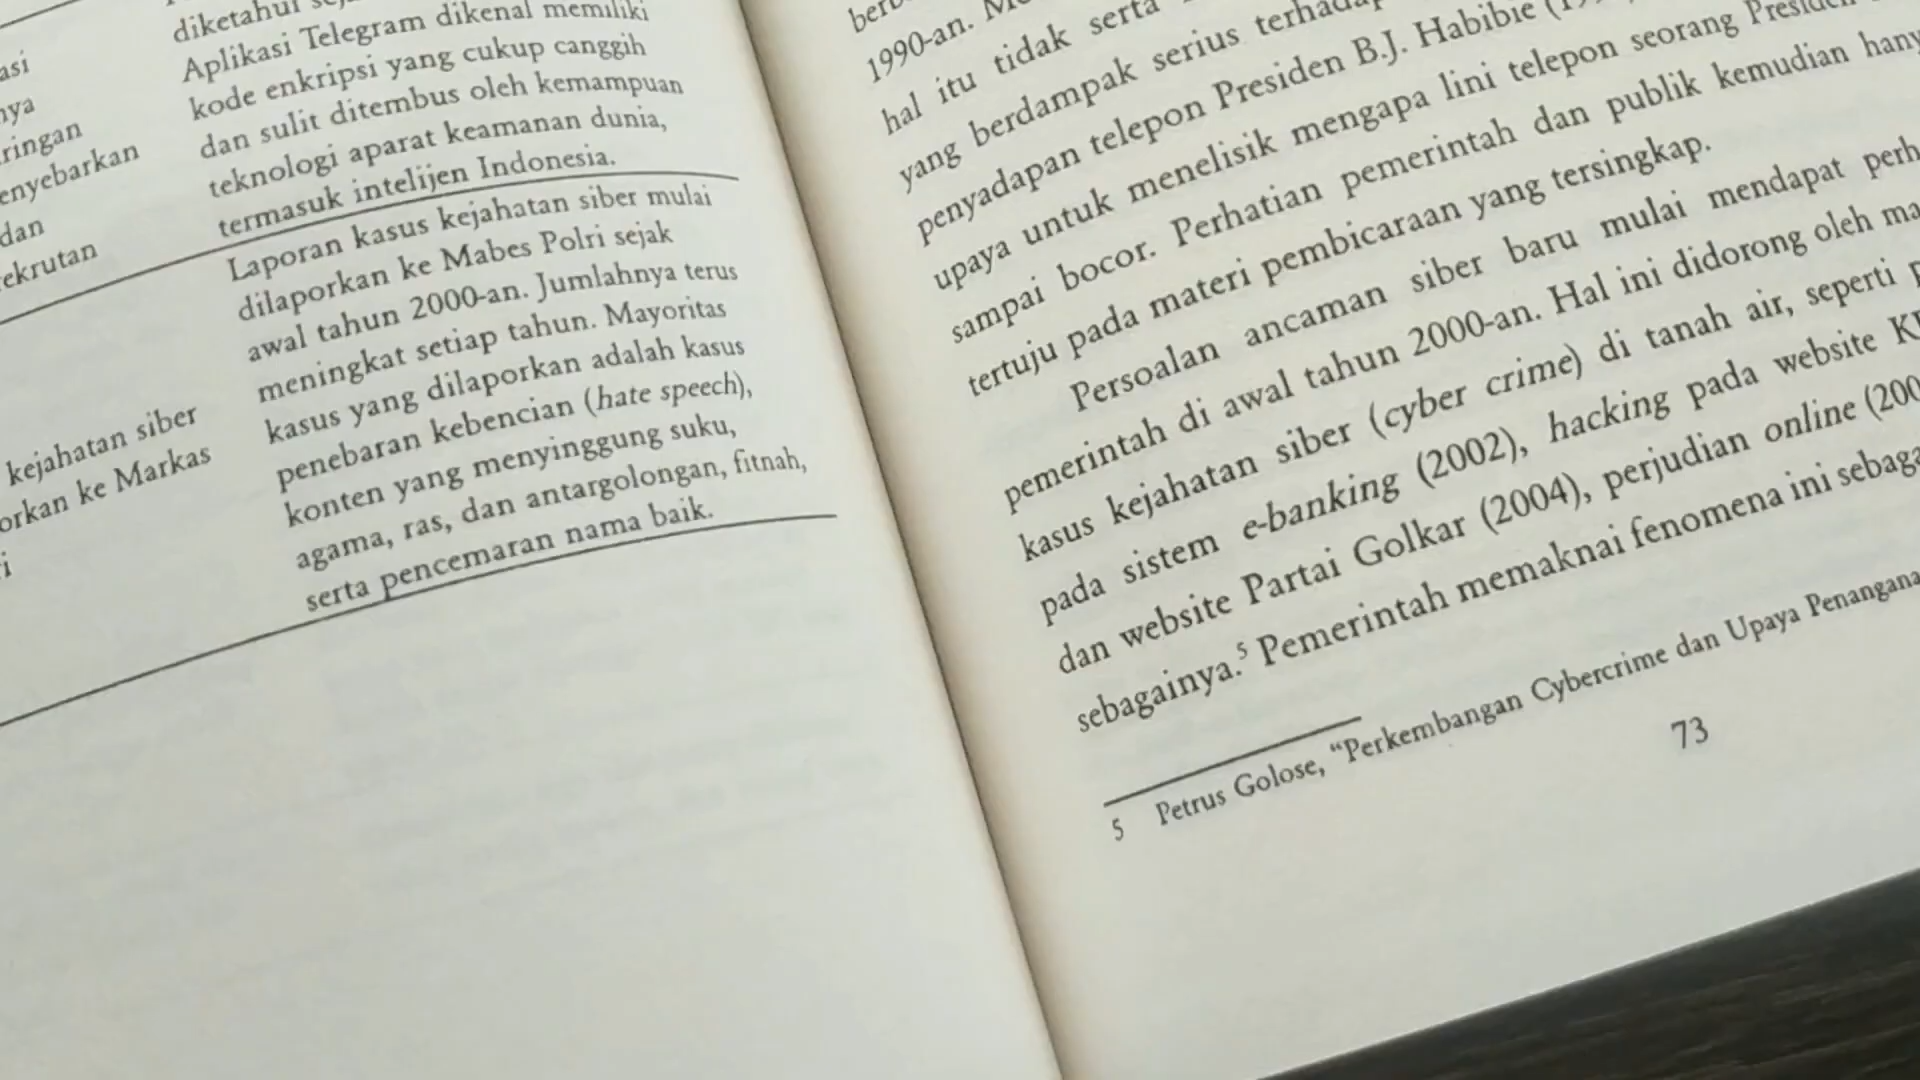 asi
nya
ringan
enyebarkan
dan
ekrutan
kejahatan siber
orkan ke Markas
i
diketahui
Aplikasi Telegram dikenal memiliki
kode enkripsi yang cukup canggih
dan sulit ditembus oleh kemampuan
teknologi aparat keamanan dunia,
termasuk intelijen Indonesia.
Laporan kasus kejahatan siber mulai
dilaporkan ke Mabes Polri sejak
awal tahun 2000-an. Jumlahnya terus
meningkat setiap tahun. Mayoritas
kasus yang dilaporkan adalah kasus
penebaran kebencian (hate speech),
konten yang menyinggung suku,
agama, ras, dan antargolongan, fitnah,
serta pencemaran nama baik.
1990-an.
hal itu tidak serta
yang berdampak serius
penyadapan telepon Presiden B.J. Habibie
upaya untuk menelisik mengapa lini telepon seorang Presiden
sampai bocor. Perhatian pemerintah dan publik kemudian hany
tertuju pada materi pembicaraan yang tersingkap.
Persoalan ancaman siber baru mulai mendapat perh
pemerintah di awal tahun 2000-an. Hal ini didorong oleh ma
kasus kejahatan siber (cyber crime) di tanah air, seperti p
pada sistem e-banking (2002), hacking pada website
dan website Partai Golkar (2004), perjudian online (200
sebagainya.5 Pemerintah memaknai fenomena ini sebaga
5 Petrus Golose, “Perkembangan Cybercrime dan Upaya Penangana
73